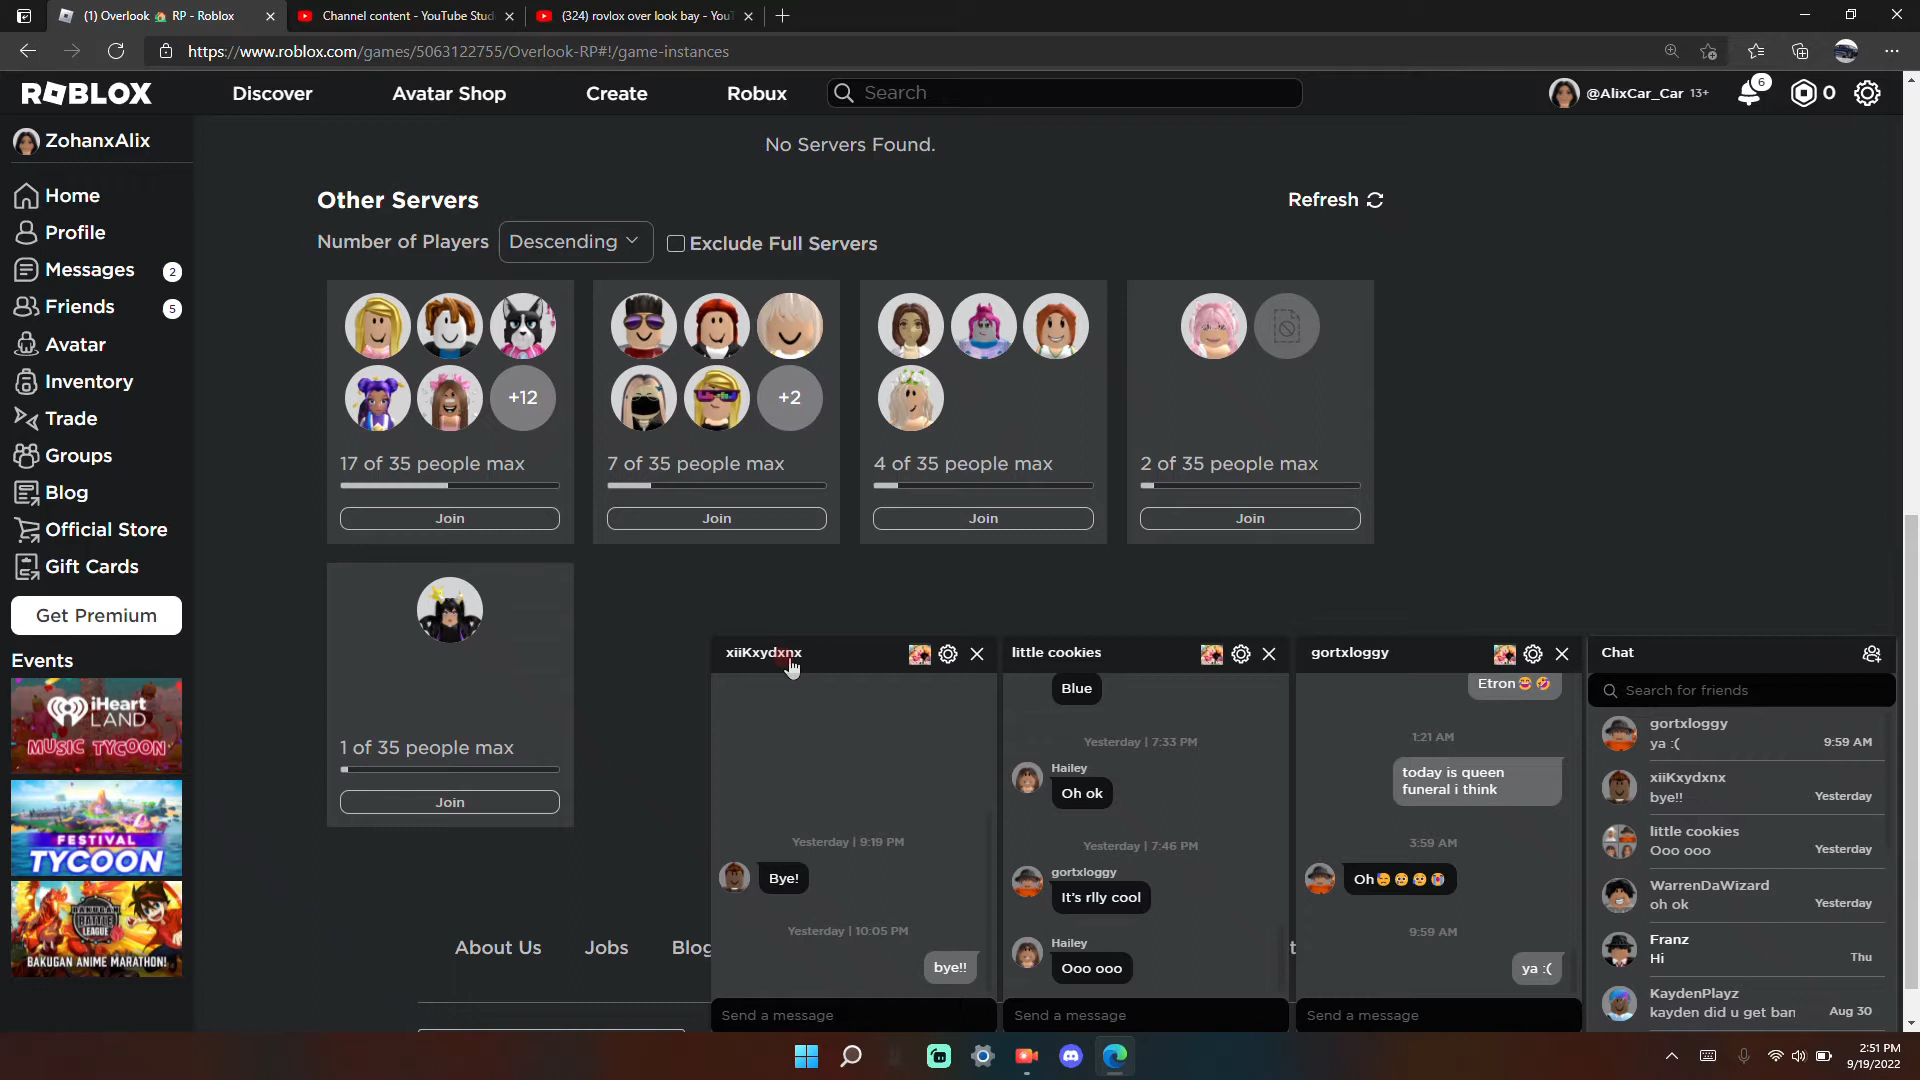 (1) Overlook 🏠 RP - Roblox
Channel content - YouTube Stud
(324) rovlox over look bay - YouT
https://www.roblox.com/games/5063122755/Overlook-RP#!/game-instances
ROBLOX
Discover
Avatar Shop
Create
Robux
Search
@AlixCar_Car 13+
6
0
ZohanxAlix
Home
Profile
Messages 2
Friends 5
Avatar
Inventory
Trade
Groups
Blog
Official Store
Gift Cards
Get Premium
Events
iHeart
LAND
MUSIC TYCOON
FESTIVAL
TYCOON
BAKUGAN
BATTLE
LEAGUE
BAKUGAN ANIME MARATHON!
No Servers Found.
Other Servers
Refresh
Number of Players
Descending
Exclude Full Servers
+12
17 of 35 people max
Join
+2
7 of 35 people max
Join
4 of 35 people max
Join
2 of 35 people max
Join
1 of 35 people max
Join
About Us
Jobs
Blog
t
xiiKxydxnx
Yesterday | 9:19 PM
Bye!
Yesterday | 10:05 PM
bye!!
Send a message
little cookies
Blue
Yesterday | 7:33 PM
Hailey
Oh ok
Yesterday | 7:46 PM
gortxloggy
It's rlly cool
Hailey
Ooo ooo
Send a message
gortxloggy
Etron😂🤣
1:21 AM
today is queen
funeral i think
3:59 AM
Oh😓😢😢😭
9:59 AM
ya :(
Send a message
Chat
Search for friends
gortxloggy
ya :( 9:59 AM
xiiKxydxnx
bye!! Yesterday
little cookies
Ooo ooo Yesterday
WarrenDaWizard
oh ok Yesterday
Franz
Hi Thu
KaydenPlayz
kayden did u get ban Aug 30
2:51 PM
9/19/2022